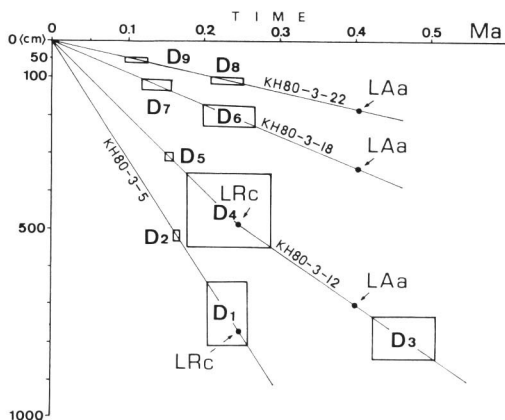 TIME
0 (cm) 0 0.1 0.2 0.3 0.4 0.5 Ma
50
100
500
1000
D9
D8
KH80-3-22
LAa
D7
D6
KH80-3-18
LAa
D5
KH80-3-5
D2
LRc
D4
KH80-3-12
LAa
D1
D3
LRc